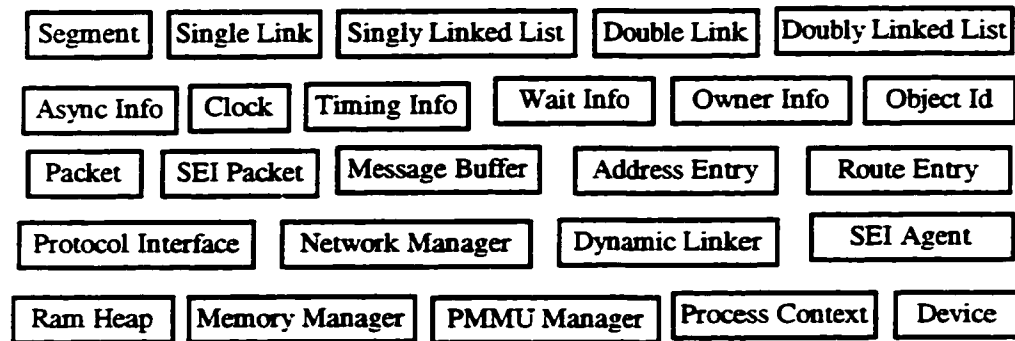 Segment Single Link Singly Linked List Double Link Doubly Linked List
Async Info Clock Timing Info Wait Info Owner Info Object Id
Packet SEI Packet Message Buffer Address Entry Route Entry
Protocol Interface Network Manager Dynamic Linker SEI Agent
Ram Heap Memory Manager PMMU Manager Process Context Device